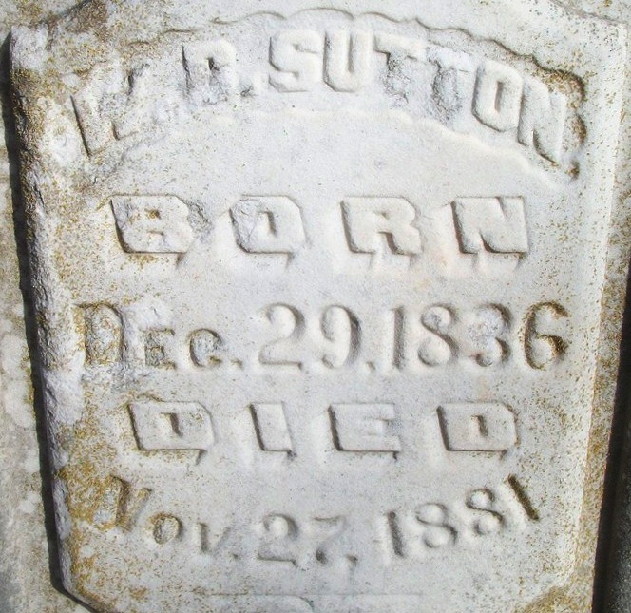 W. C. SUTTON
BORN
DEC. 29, 1836
DIED
NOV. 27, 1881